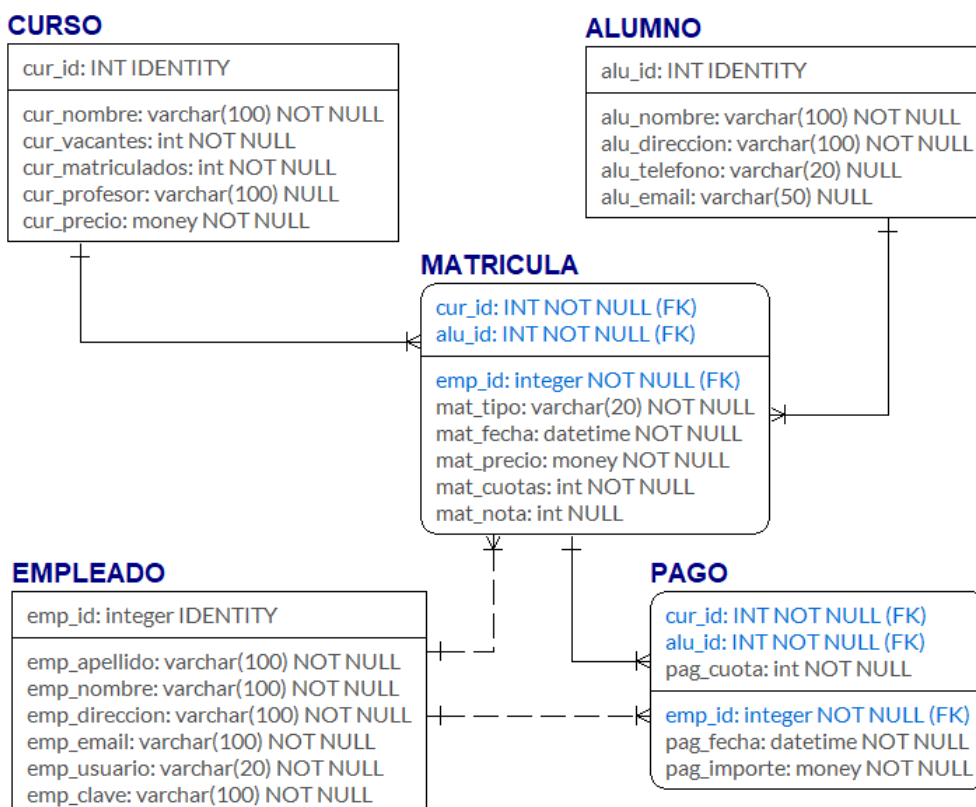 CURSO
cur_id: INT IDENTITY
cur_nombre: varchar(100) NOT NULL
cur_vacantes: int NOT NULL
cur_matriculados: int NOT NULL
cur_profesor: varchar(100) NULL
cur_precio: money NOT NULL
ALUMNO
alu_id: INT IDENTITY
alu_nombre: varchar(100) NOT NULL
alu_direccion: varchar(100) NOT NULL
alu_telefono: varchar(20) NULL
alu_email: varchar(50) NULL
MATRICULA
cur_id: INT NOT NULL (FK)
alu_id: INT NOT NULL (FK)
emp_id: integer NOT NULL (FK)
mat_tipo: varchar(20) NOT NULL
mat_fecha: datetime NOT NULL
mat_precio: money NOT NULL
mat_cuotas: int NOT NULL
mat_nota: int NULL
EMPLEADO
emp_id: integer IDENTITY
emp_apellido: varchar(100) NOT NULL
emp_nombre: varchar(100) NOT NULL
emp_direccion: varchar(100) NOT NULL
emp_email: varchar(100) NOT NULL
emp_usuario: varchar(20) NOT NULL
emp_clave: varchar(100) NOT NULL
PAGO
cur_id: INT NOT NULL (FK)
alu_id: INT NOT NULL (FK)
pag_cuota: int NOT NULL
emp_id: integer NOT NULL (FK)
pag_fecha: datetime NOT NULL
pag_importe: money NOT NULL